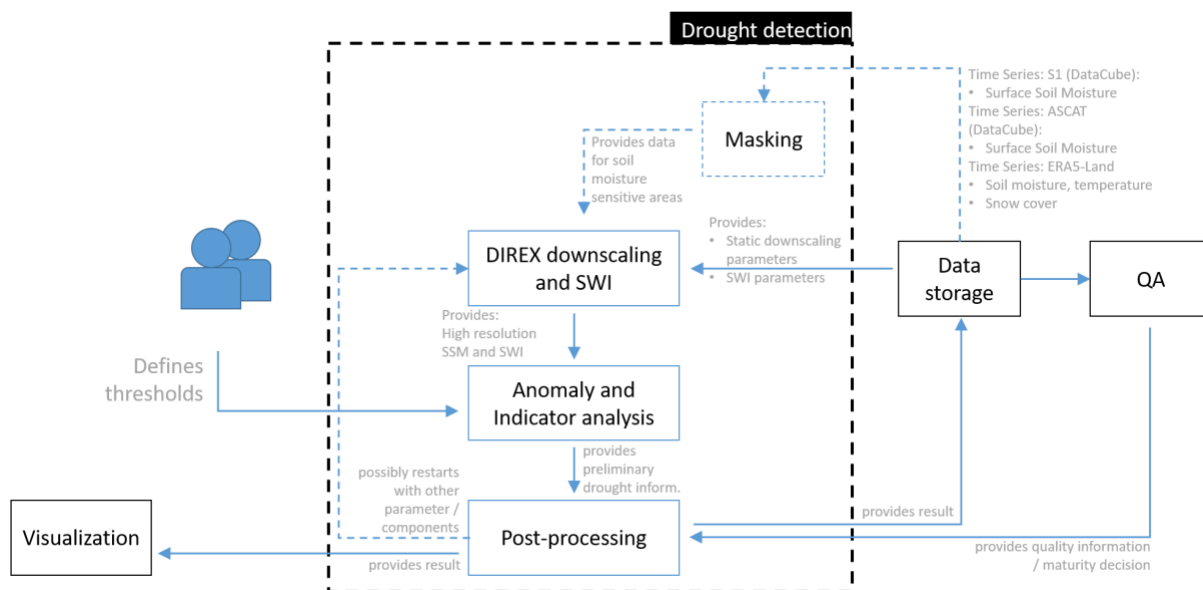 Drought detection
Time Series: S1 (DataCube):
• Surface Soil Moisture
Time Series: ASCAT
(DataCube):
• Surface Soil Moisture
Time Series: ERA5-Land
• Soil moisture, temperature
• Snow cover
Masking
Provides data
for soil
moisture
sensitive areas
Provides:
• Static downscaling
parameters
• SWI parameters
DIREX downscaling
and SWI
Data
storage
QA
Provides:
High resolution
SSM and SWI
Defines
thresholds
Anomaly and
Indicator analysis
provides
preliminary
drought inform.
possibly restarts
with other
parameter /
components
Visualization
Post-processing
provides result
provides result
provides quality information
/ maturity decision